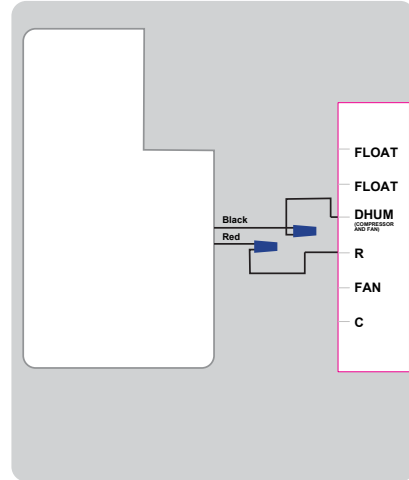 FLOAT
FLOAT
DHUM
(COMPRESSOR
AND FAN)
Black
Red
R
FAN
C